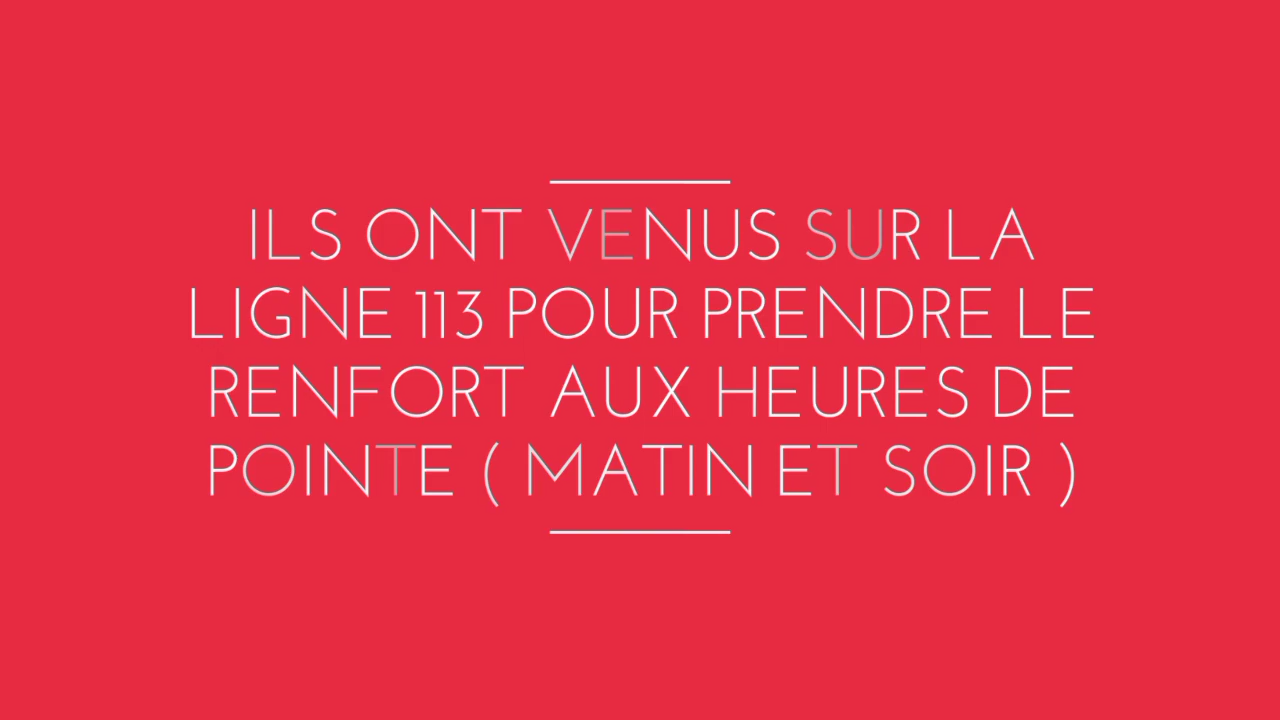 ILS ONT VENUS SUR LA
LIGNE 113 POUR PRENDRE LE
RENFORT AUX HEURES DE
POINTE ( MATIN ET SOIR )